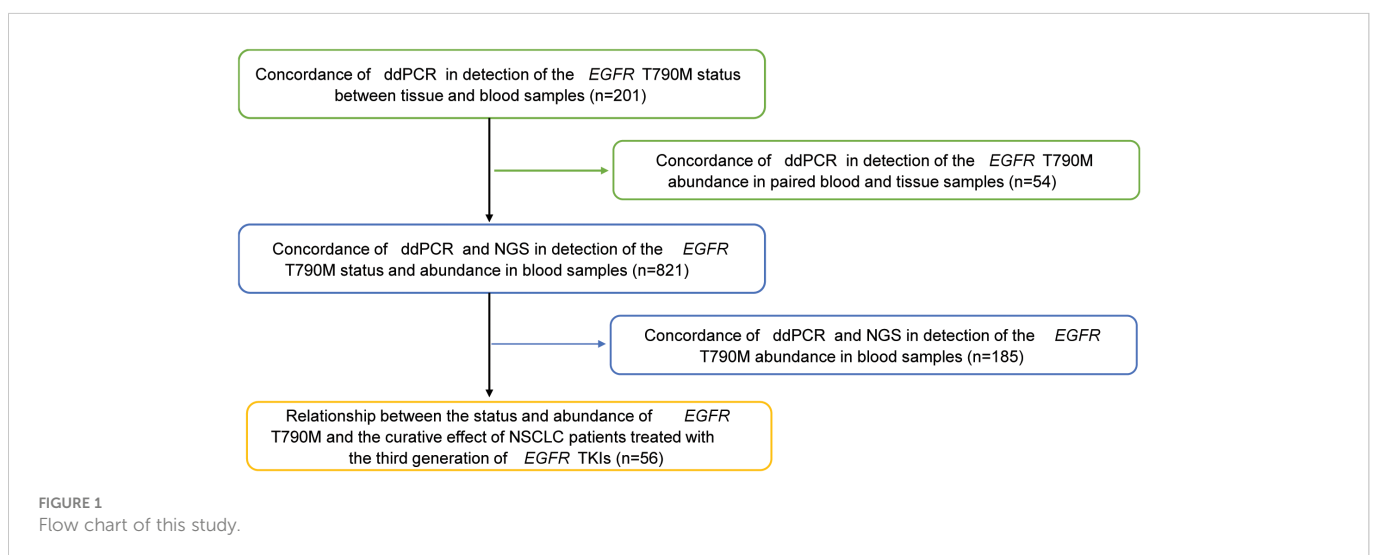 Concordance of ddPCR in detection of the EGFR T790M status
between tissue and blood samples (n=201)
Concordance of ddPCR in detection of the EGFR T790M
abundance in paired blood and tissue samples (n=54)
Concordance of ddPCR and NGS in detection of the EGFR
T790M status and abundance in blood samples (n=821)
Concordance of ddPCR and NGS in detection of the EGFR
T790M abundance in blood samples (n=185)
Relationship between the status and abundance of EGFR
T790M and the curative effect of NSCLC patients treated with
the third generation of EGFR TKIs (n=56)
FIGURE 1
Flow chart of this study.